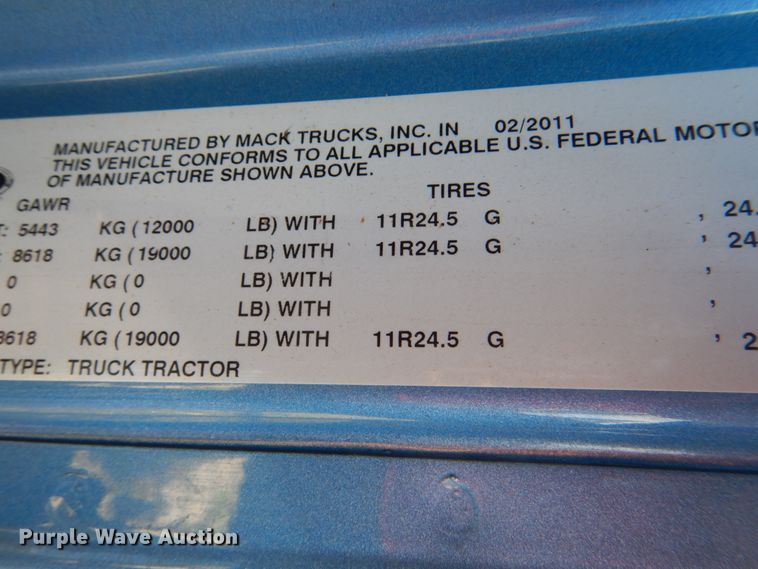 MANUFACTURED BY MACK TRUCKS, INC. IN 02/2011
THIS VEHICLE CONFORMS TO ALL APPLICABLE U.S. FEDERAL MOTOR
OF MANUFACTURE SHOWN ABOVE.
GAWR TIRES
T: 5443 KG ( 12000 LB) WITH 11R24.5 G , 24.
: 8618 KG ( 19000 LB) WITH 11R24.5 G , 24
0 KG ( 0 LB) WITH ,
0 KG ( 0 LB) WITH ,
8618 KG ( 19000 LB) WITH 11R24.5 G , 2
TYPE: TRUCK TRACTOR
Purple Wave Auction